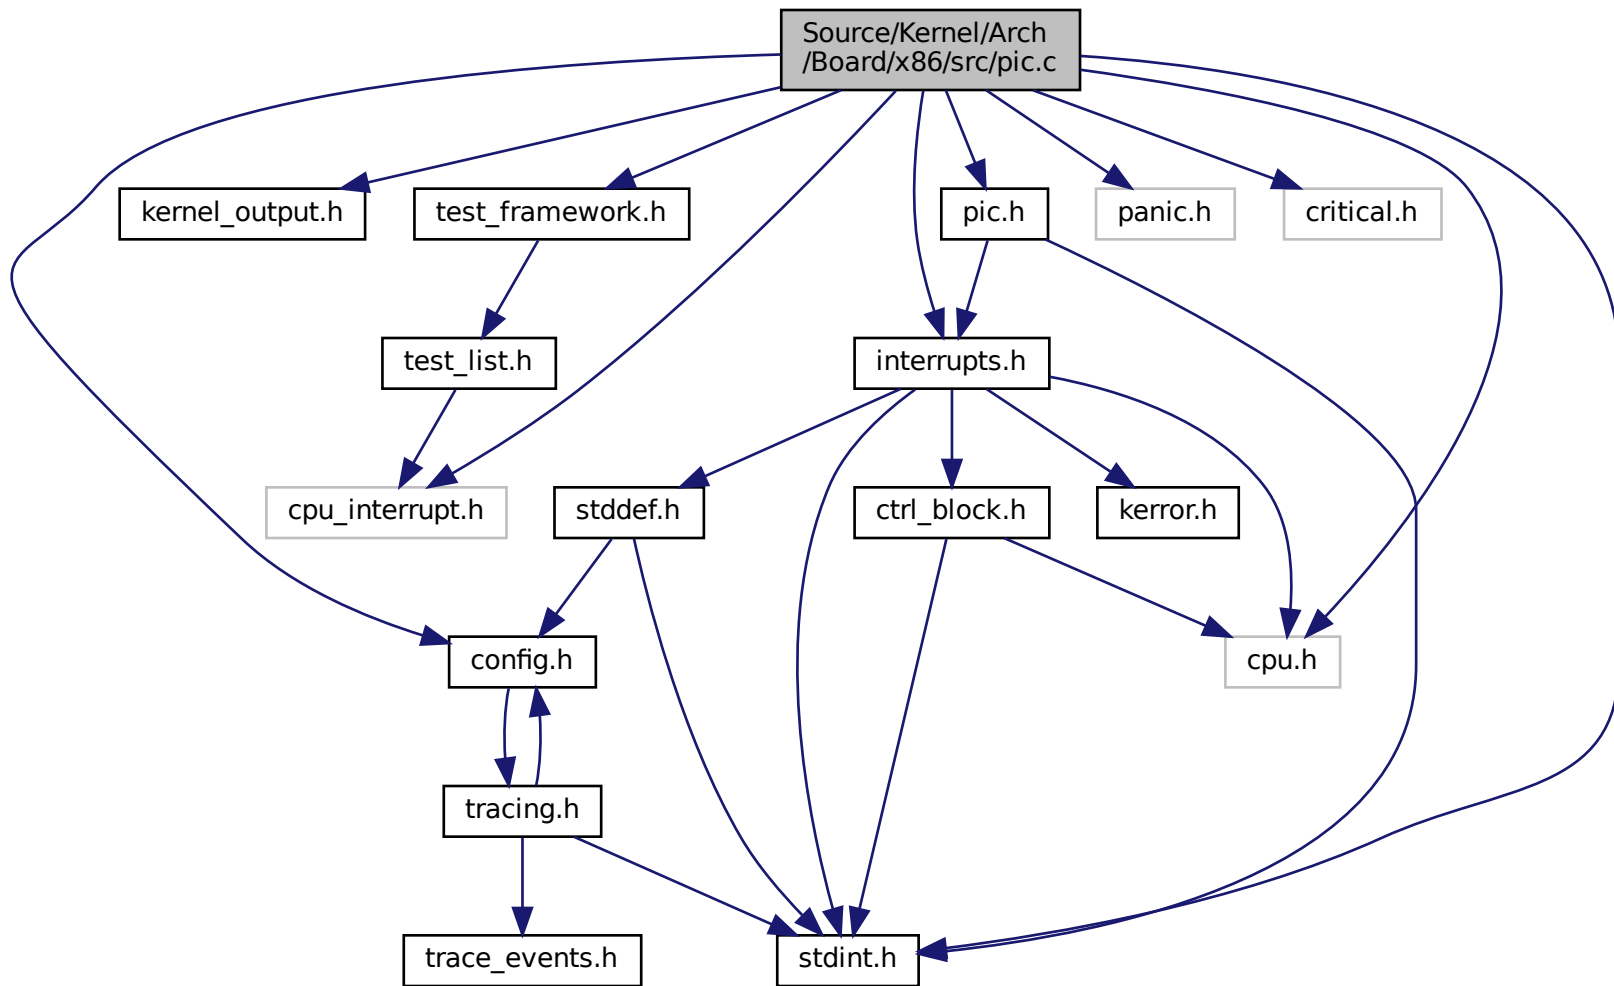 Source/Kernel/Arch
/Board/x86/src/pic.c
kernel_output.h
test_framework.h
pic.h
panic.h
critical.h
test_list.h
interrupts.h
cpu_interrupt.h
stddef.h
ctrl_block.h
kerror.h
config.h
cpu.h
tracing.h
trace_events.h
stdint.h